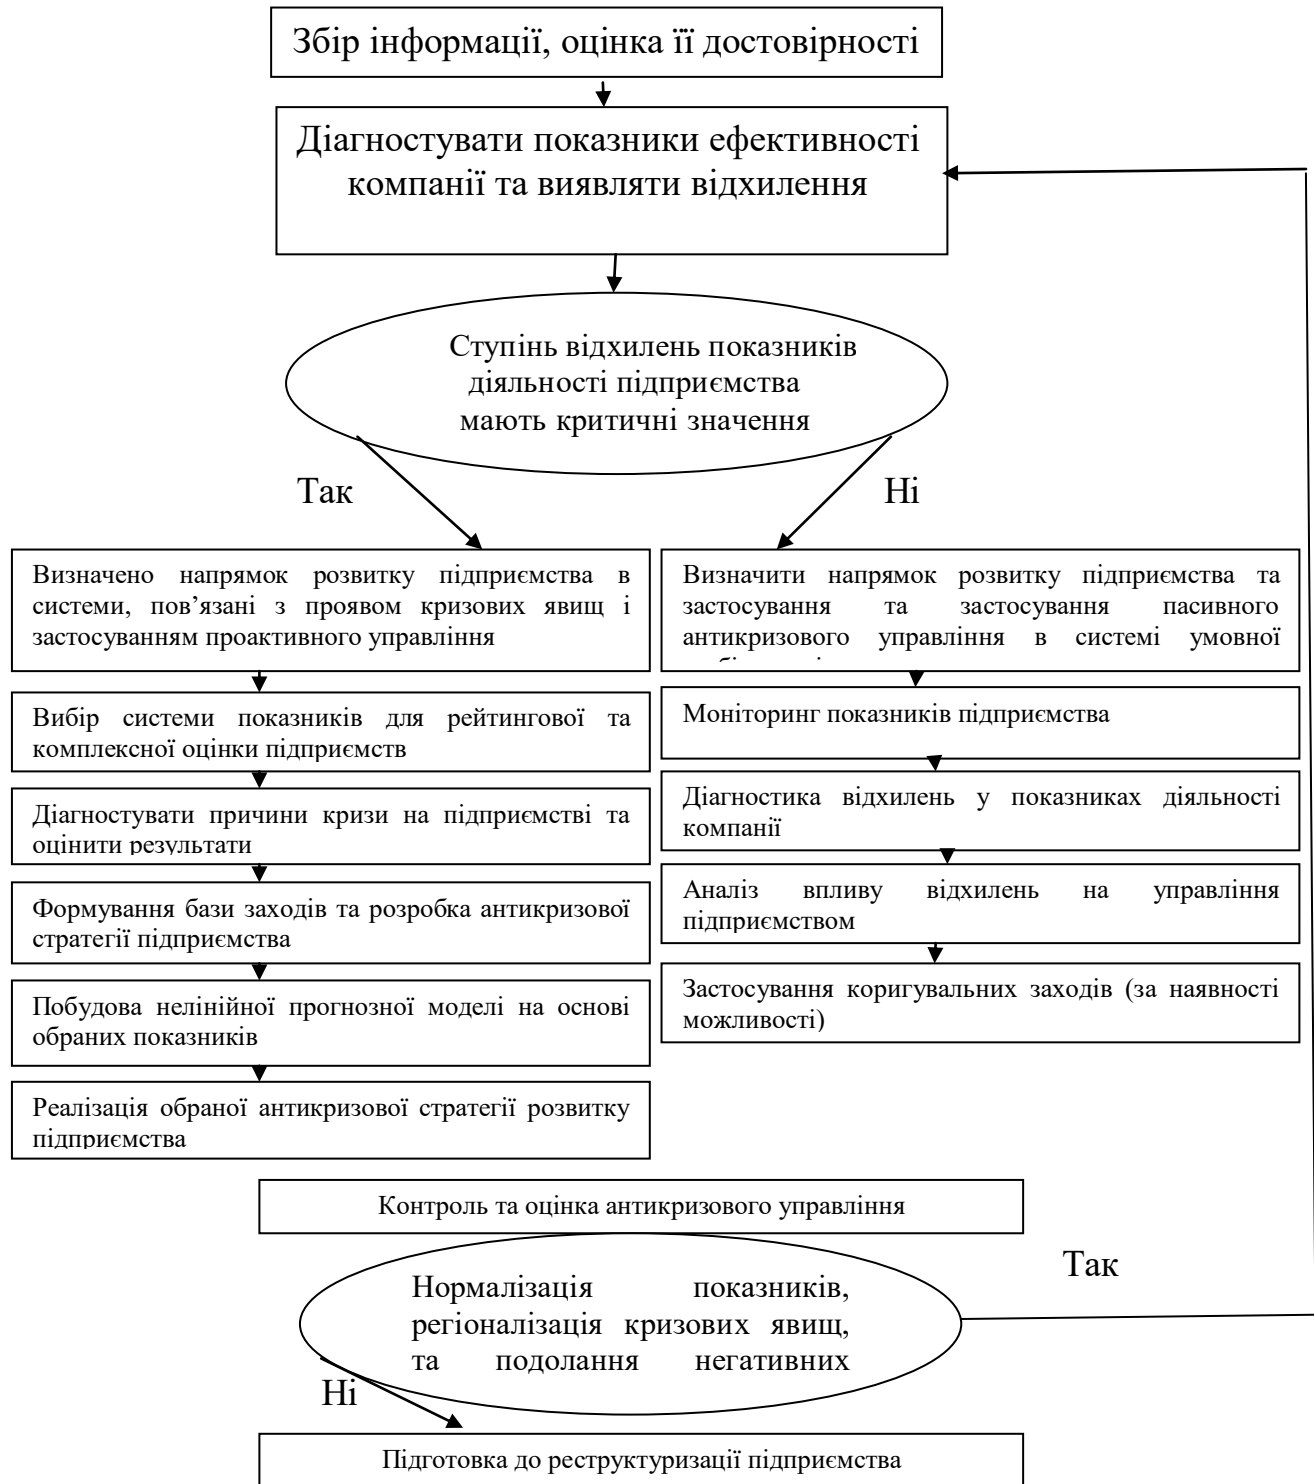 Збір інформації, оцінка її достовірності
Діагностувати показники ефективності
компанії та виявляти відхилення
Ступінь відхилень показників
діяльності підприємства
мають критичні значення
Так
Ні
Визначено напрямок розвитку підприємства в
системи, пов’язані з проявом кризових явищ і
застосуванням проактивного управління
Вибір системи показників для рейтингової та
комплексної оцінки підприємств
Діагностувати причини кризи на підприємстві та
оцінити результати
Формування бази заходів та розробка антикризової
стратегії підприємства
Побудова нелінійної прогнозної моделі на основі
обраних показників
Реалізація обраної антикризової стратегії розвитку
підприємства
Визначити напрямок розвитку підприємства та
застосування та застосування пасивного
антикризового управління в системі умовної
Моніторинг показників підприємства
Діагностика відхилень у показниках діяльності
компанії
Аналіз впливу відхилень на управління
підприємством
Застосування коригувальних заходів (за наявності
можливості)
Контроль та оцінка антикризового управління
Нормалізація показників,
регіоналізація кризових явищ,
та подолання негативних
Так
Ні
Підготовка до реструктуризації підприємства